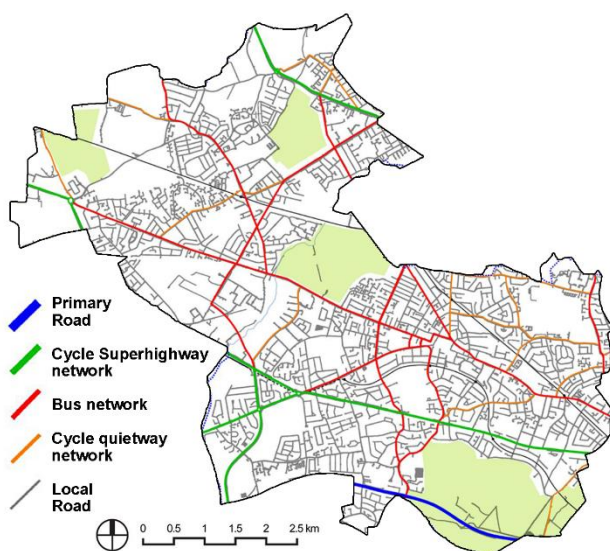 Primary
Road
Cycle Superhighway
network
Bus network
Cycle quietway
network
Local
Road
0 0.5 1 1.5 2 2.5 km